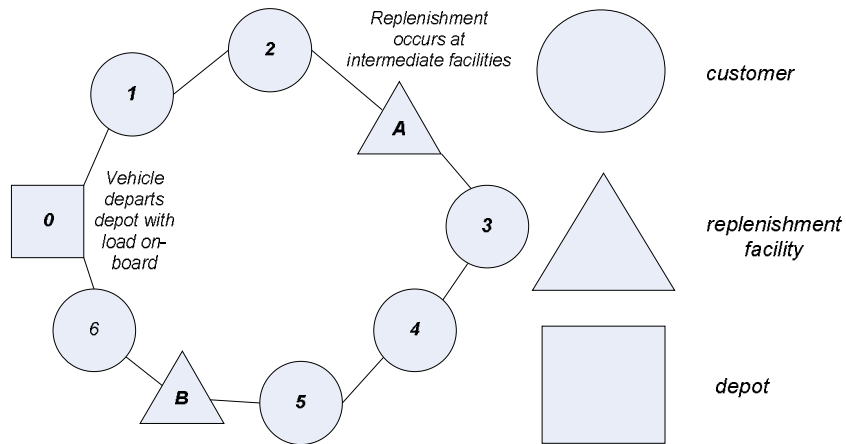 Replenishment
occurs at
intermediate facilities
2
1
A
customer
Vehicle
departs
depot with
load on-
board
0
3
replenishment
facility
6
4
B
5
depot